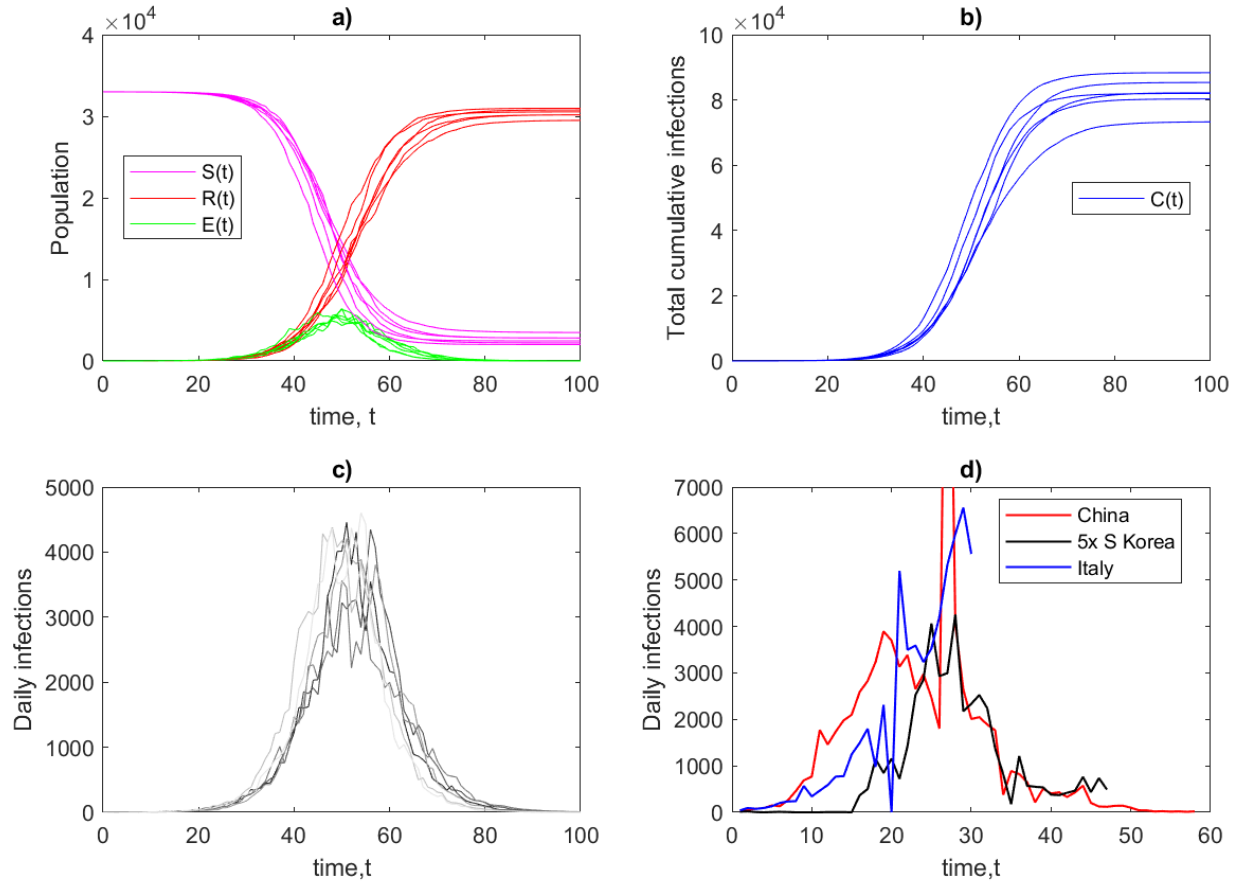 a)
×10⁴
4
3
2
1
0
Population
S(t)
R(t)
E(t)
0 20 40 60 80 100
time, t
b)
×10⁴
10
8
6
4
2
0
Total cumulative infections
C(t)
0 20 40 60 80 100
time,t
c)
5000
4000
3000
2000
1000
0
Daily infections
0 20 40 60 80 100
time,t
d)
7000
6000
5000
4000
3000
2000
1000
0
Daily infections
China
5x S Korea
Italy
0 10 20 30 40 50 60
time,t